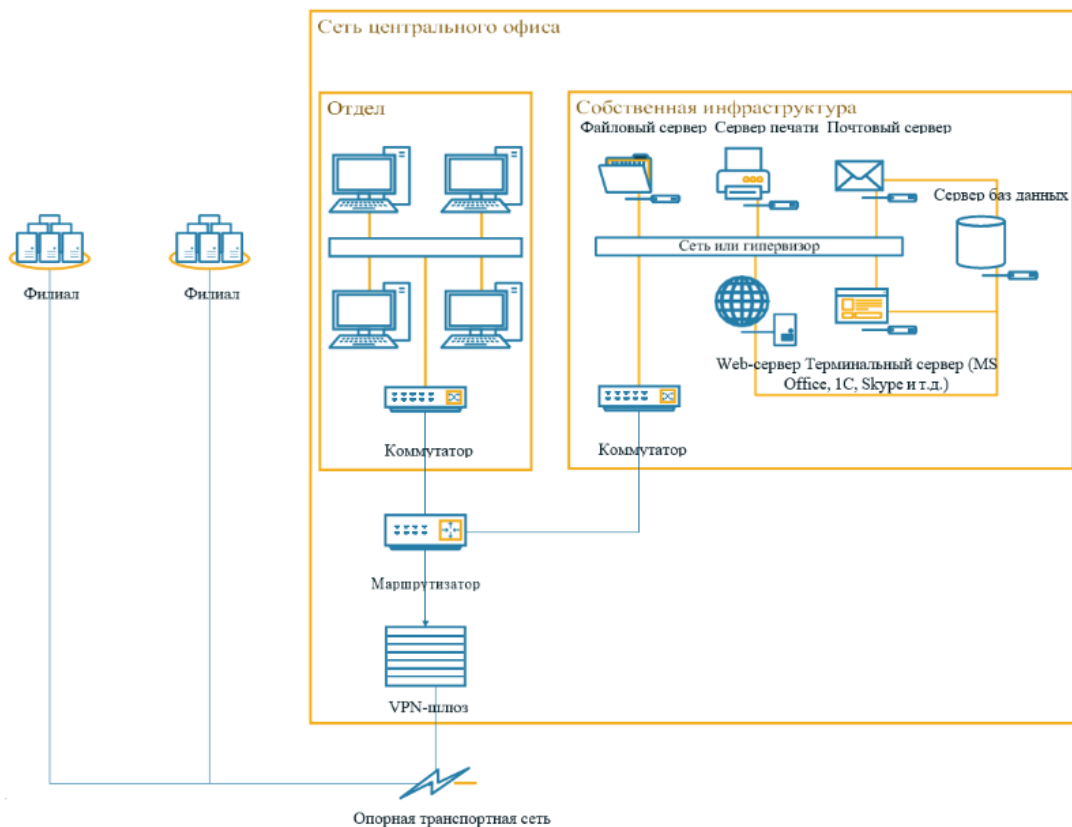 Сеть центрального офиса
Отдел
Собственная инфраструктура
Файловый сервер
Сервер печати
Почтовый сервер
Сервер баз данных
Сеть или гипервизор
Филиал
Филиал
Web-сервер
Терминальный сервер (MS
Office, 1С, Skype и т.д.)
Коммутатор
Коммутатор
Маршрутизатор
VPN-шлюз
Опорная транспортная сеть